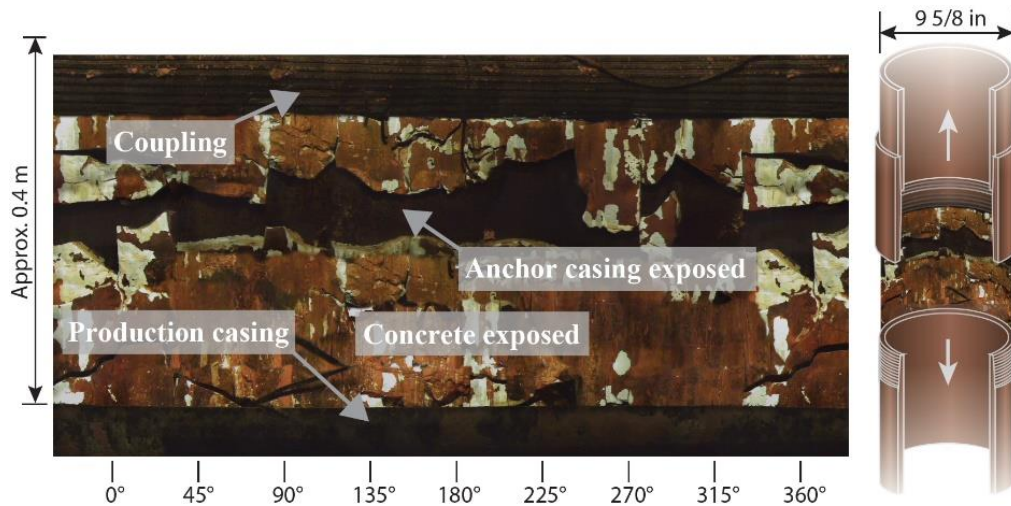 9 5/8 in
Approx. 0.4 m
Coupling
Anchor casing exposed
Production casing
Concrete exposed
0° 45° 90° 135° 180° 225° 270° 315° 360°